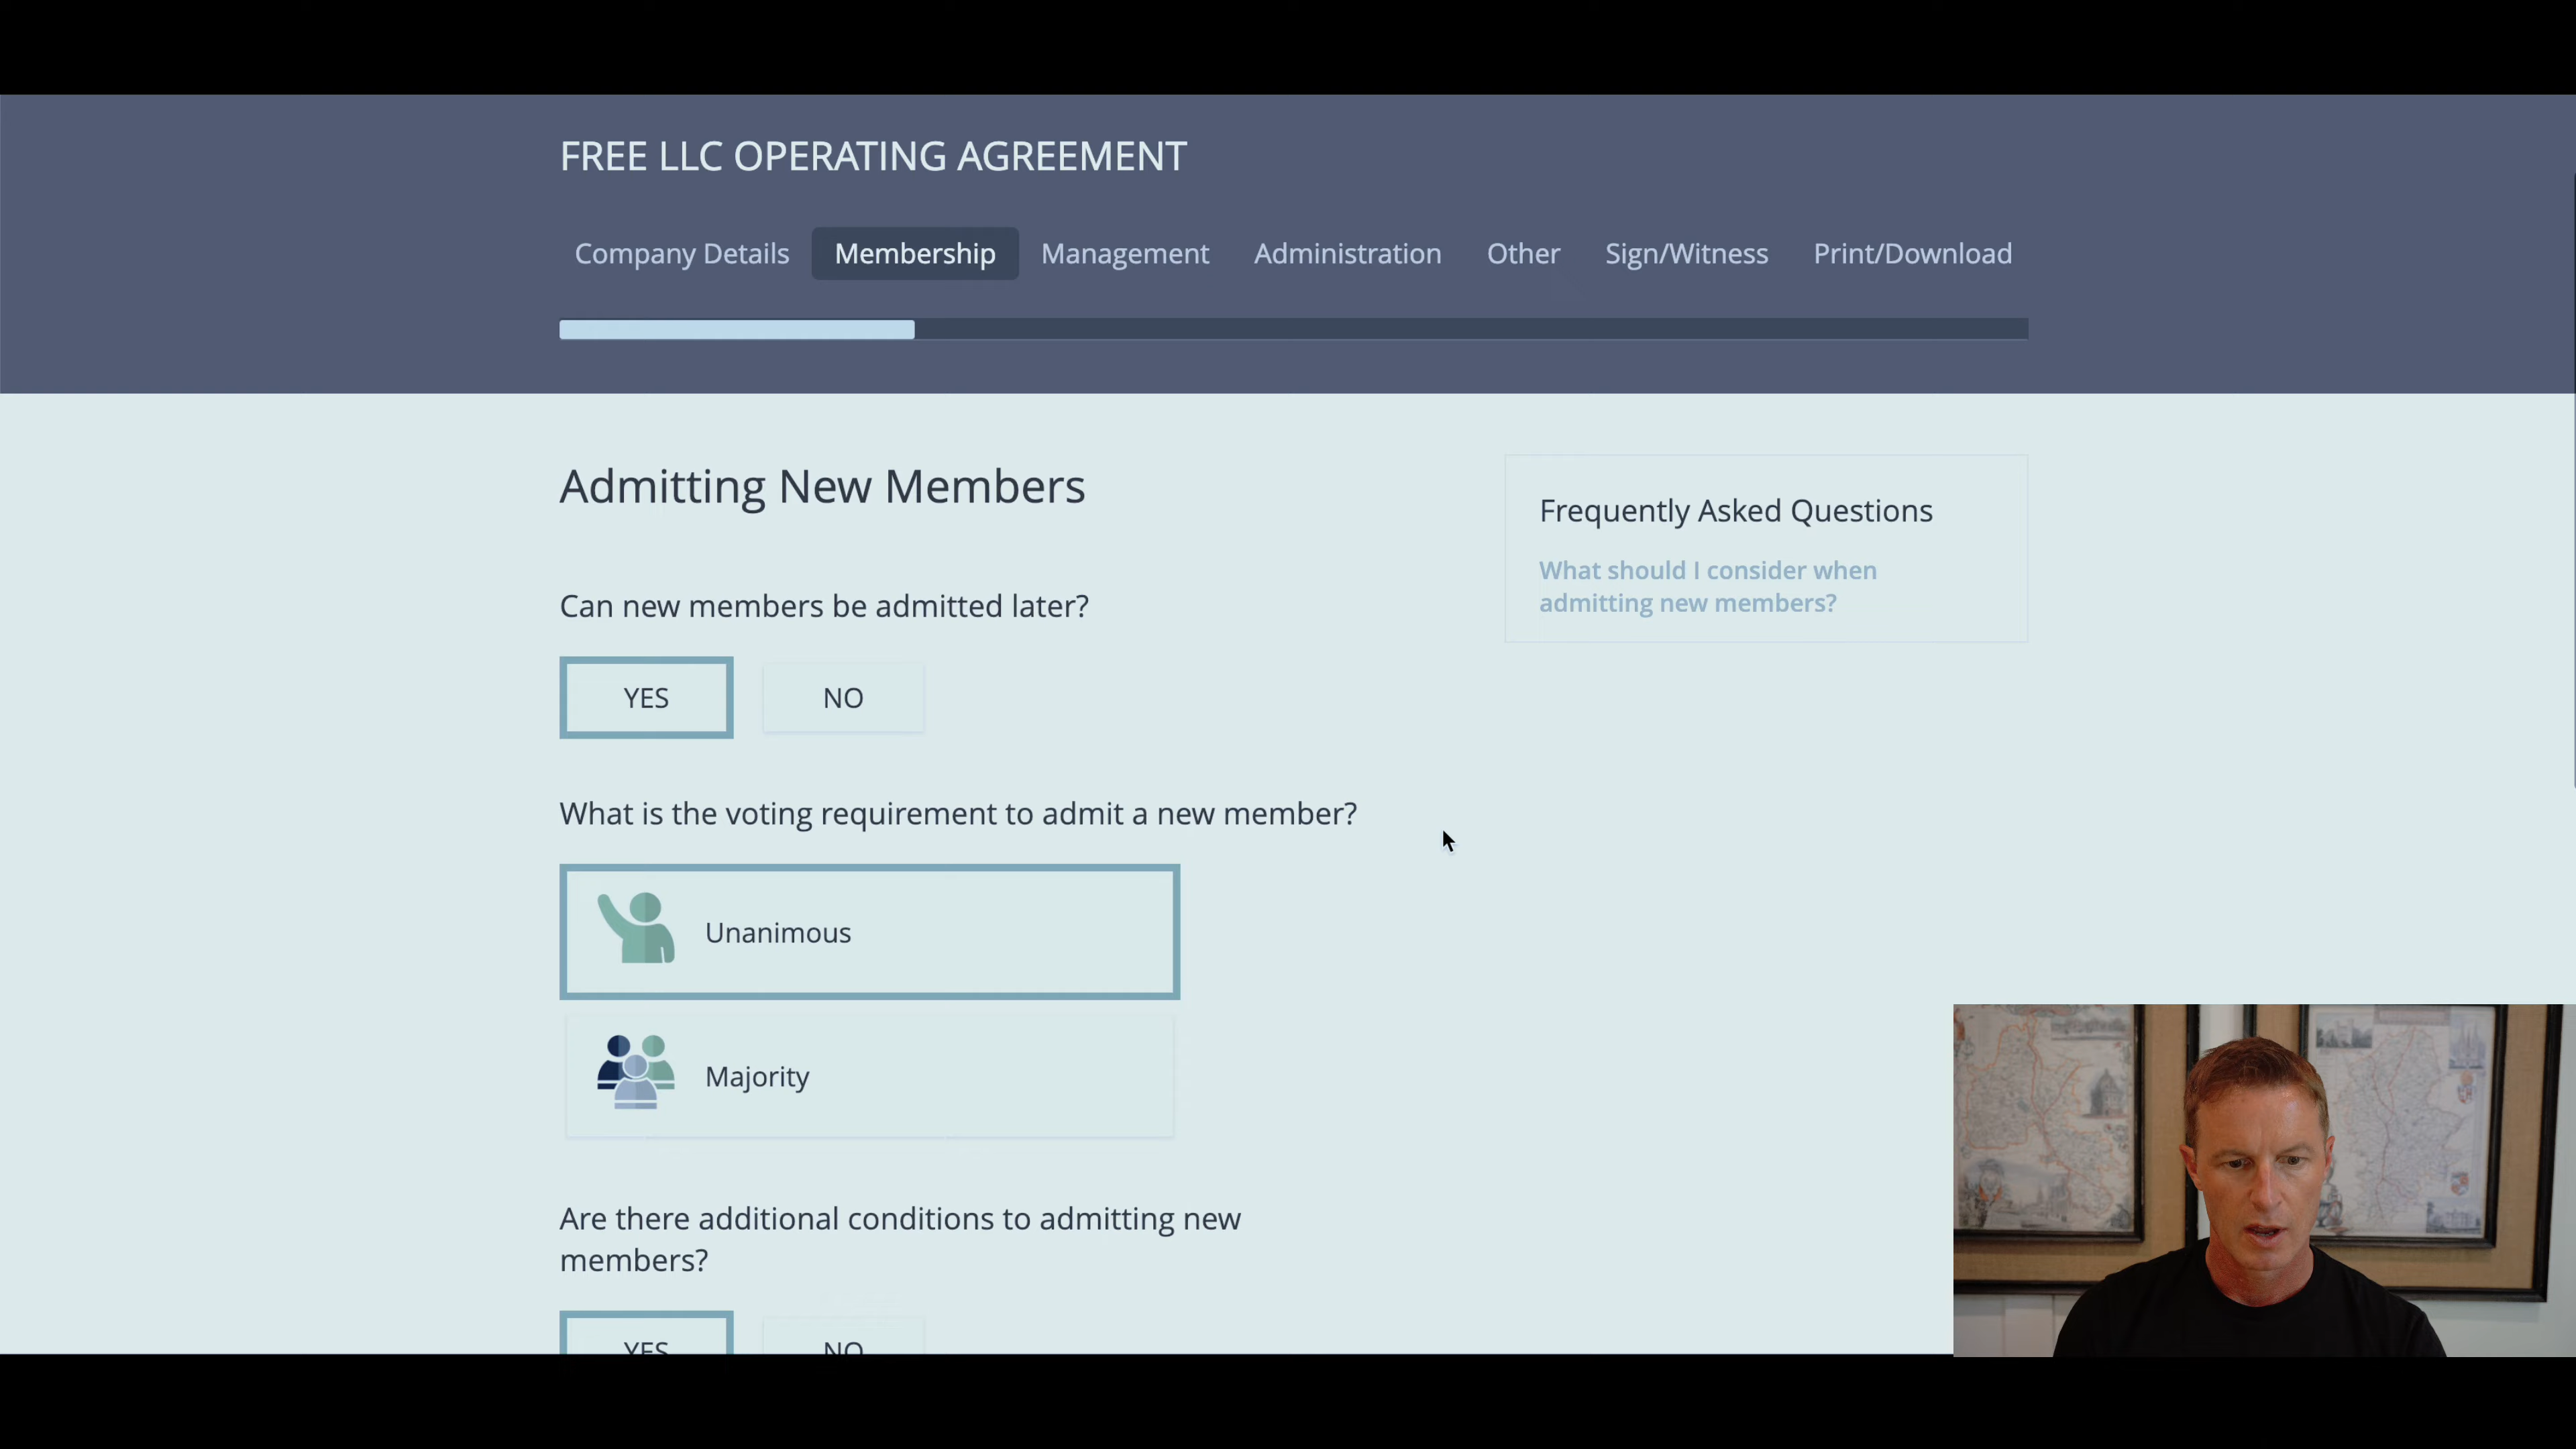 FREE LLC OPERATING AGREEMENT
Company Details Membership Management Administration Other Sign/Witness Print/Download
Admitting New Members
Frequently Asked Questions
What should I consider when
admitting new members?
Can new members be admitted later?
YES NO
What is the voting requirement to admit a new member?
Unanimous
Majority
Are there additional conditions to admitting new
members?
YES NO